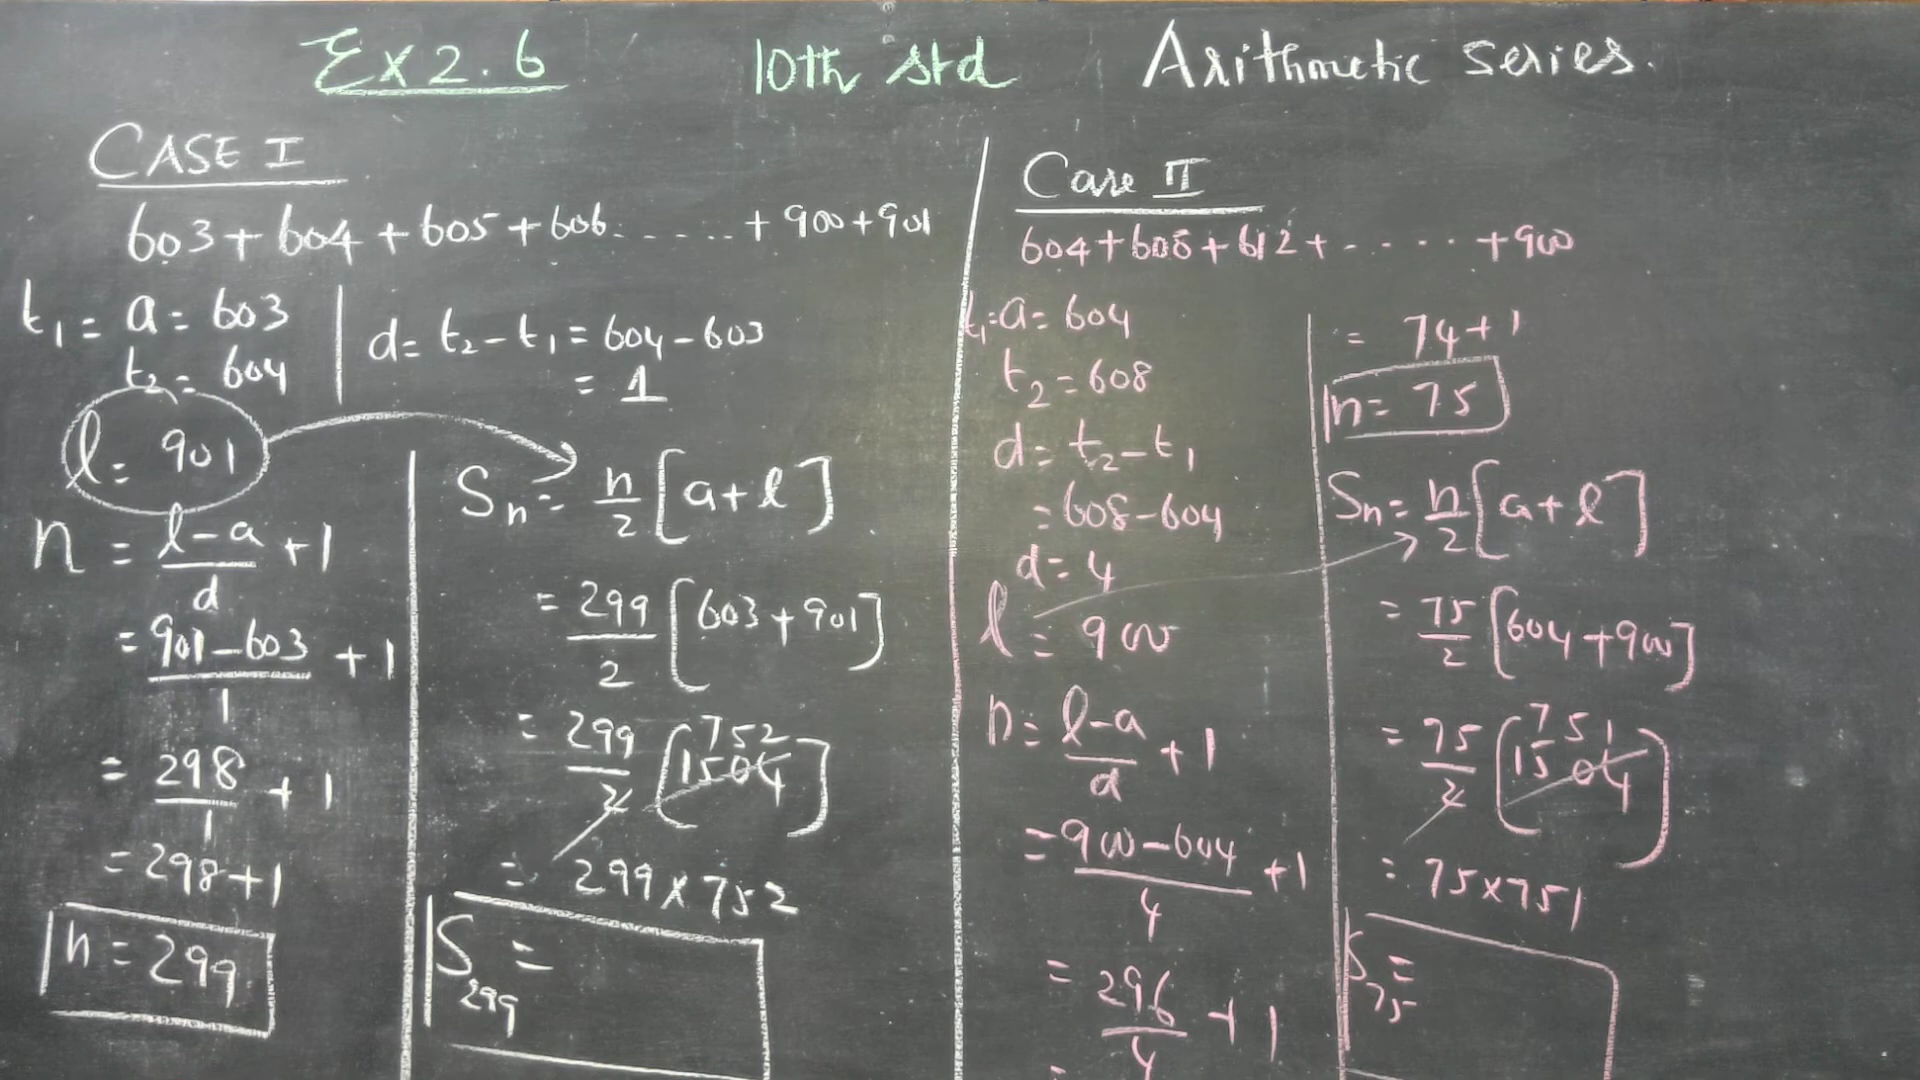 Ex 2.6 10th std Arithmetic series.
CASE I
603 + 604 + 605 + 606 ...... + 900 + 901
t₁ = a = 603
t₂ = 604
d = t₂ - t₁ = 604 - 603
= 1
l = 901
n = (l-a)/d + 1
= (901-603)/1 + 1
= 298/1 + 1
= 298 + 1
n = 299
Sₙ = n/2 [a + l]
= 299/2 [603 + 901]
= 299/2 [1504] 752
= 299 × 752
S₂₉₉ =
Case II
604 + 608 + 612 + ..... + 900
t₁ = a = 604
t₂ = 608
d = t₂ - t₁
= 608 - 604
d = 4
l = 900
n = (l-a)/d + 1
= (900-604)/4 + 1
= 296/4 + 1
=
= 74 + 1
n = 75
Sₙ = n/2 [a + l]
= 75/2 [604 + 900]
= 75/2 [1504] 751
= 75 × 751
S₇₅ =